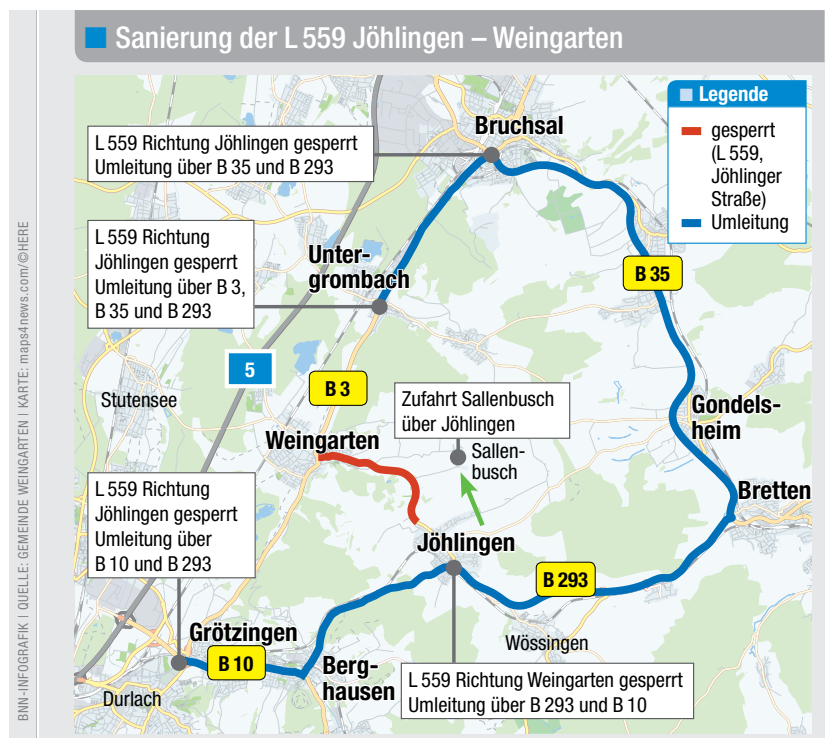 Sanierung der L 559 Jöhlingen – Weingarten
Legende
gesperrt
(L 559,
Jöhlinger
Straße)
Umleitung
Bruchsal
L 559 Richtung Jöhlingen gesperrt
Umleitung über B 35 und B 293
L 559 Richtung
Jöhlingen gesperrt
Umleitung über B 3,
B 35 und B 293
Unter-
grombach
B 35
5
B 3
Stutensee
Zufahrt Sallenbusch
über Jöhlingen
Gondels-
heim
Weingarten
Sallen-
busch
L 559 Richtung
Jöhlingen gesperrt
Umleitung über
B 10 und B 293
Bretten
Jöhlingen
B 293
Grötzingen
Wössingen
B 10
Berg-
hausen
L 559 Richtung Weingarten gesperrt
Umleitung über B 293 und B 10
Durlach
BNN-INFOGRAFIK | QUELLE: GEMEINDE WEINGARTEN | KARTE: maps4news.com/©HERE